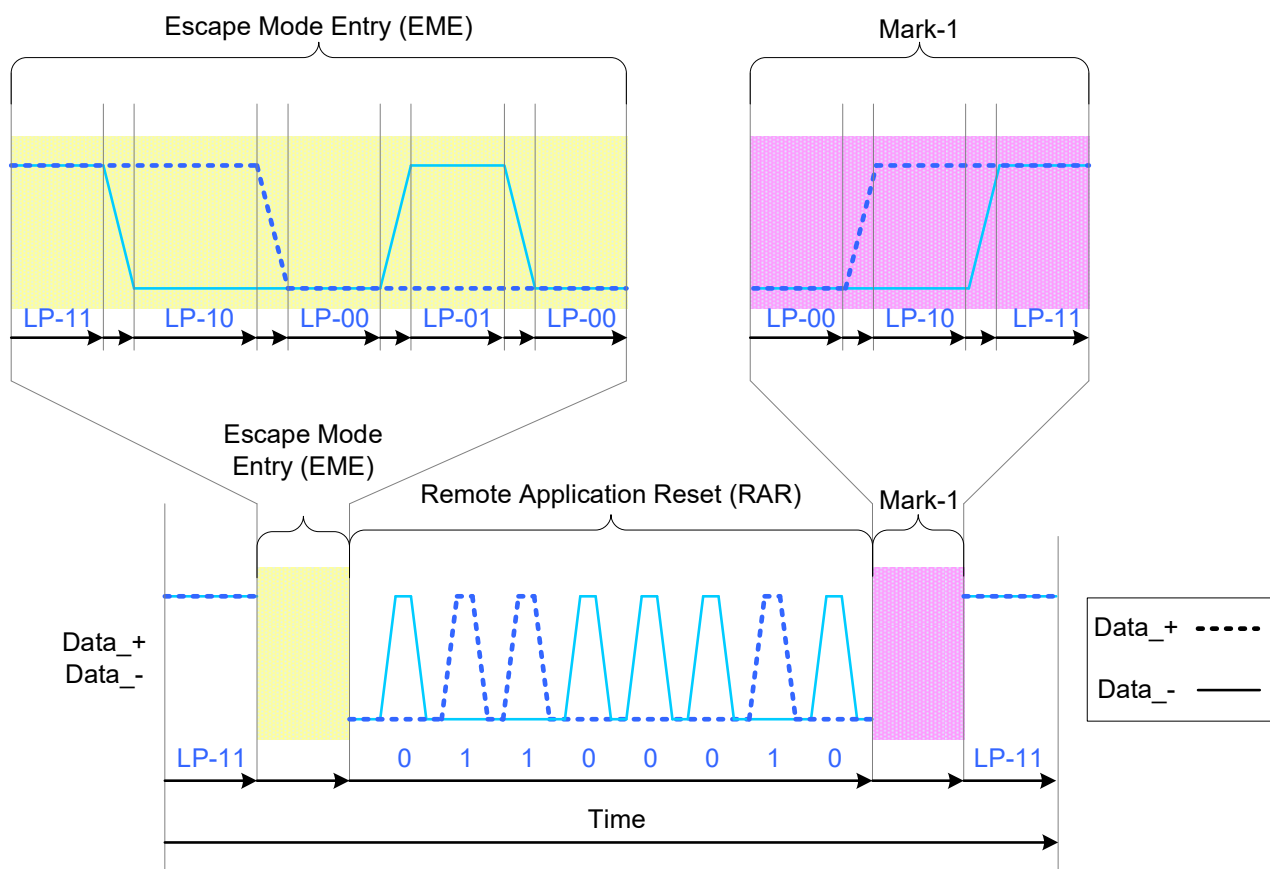 Escape Mode Entry (EME)
Mark-1
LP-11 LP-10 LP-00 LP-01 LP-00
LP-00 LP-10 LP-11
Escape Mode
Entry (EME)
Remote Application Reset (RAR)
Mark-1
Data_+
Data_-
Data_+
Data_-
LP-11 0 1 1 0 0 0 1 0 LP-11
Time